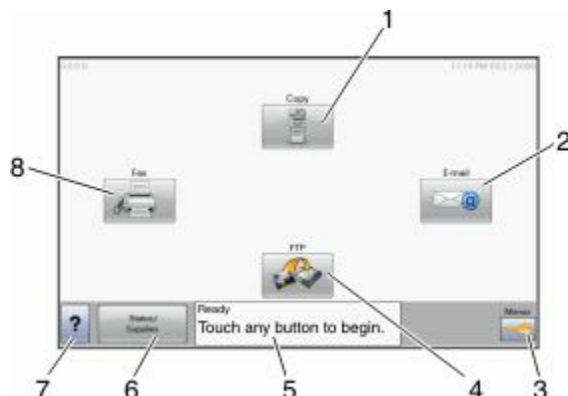 1
Copy
8
Fax
E-mail
2
FTP
?
Status/
Supplies
Ready
Touch any button to begin.
Menus
7
6
5
4
3